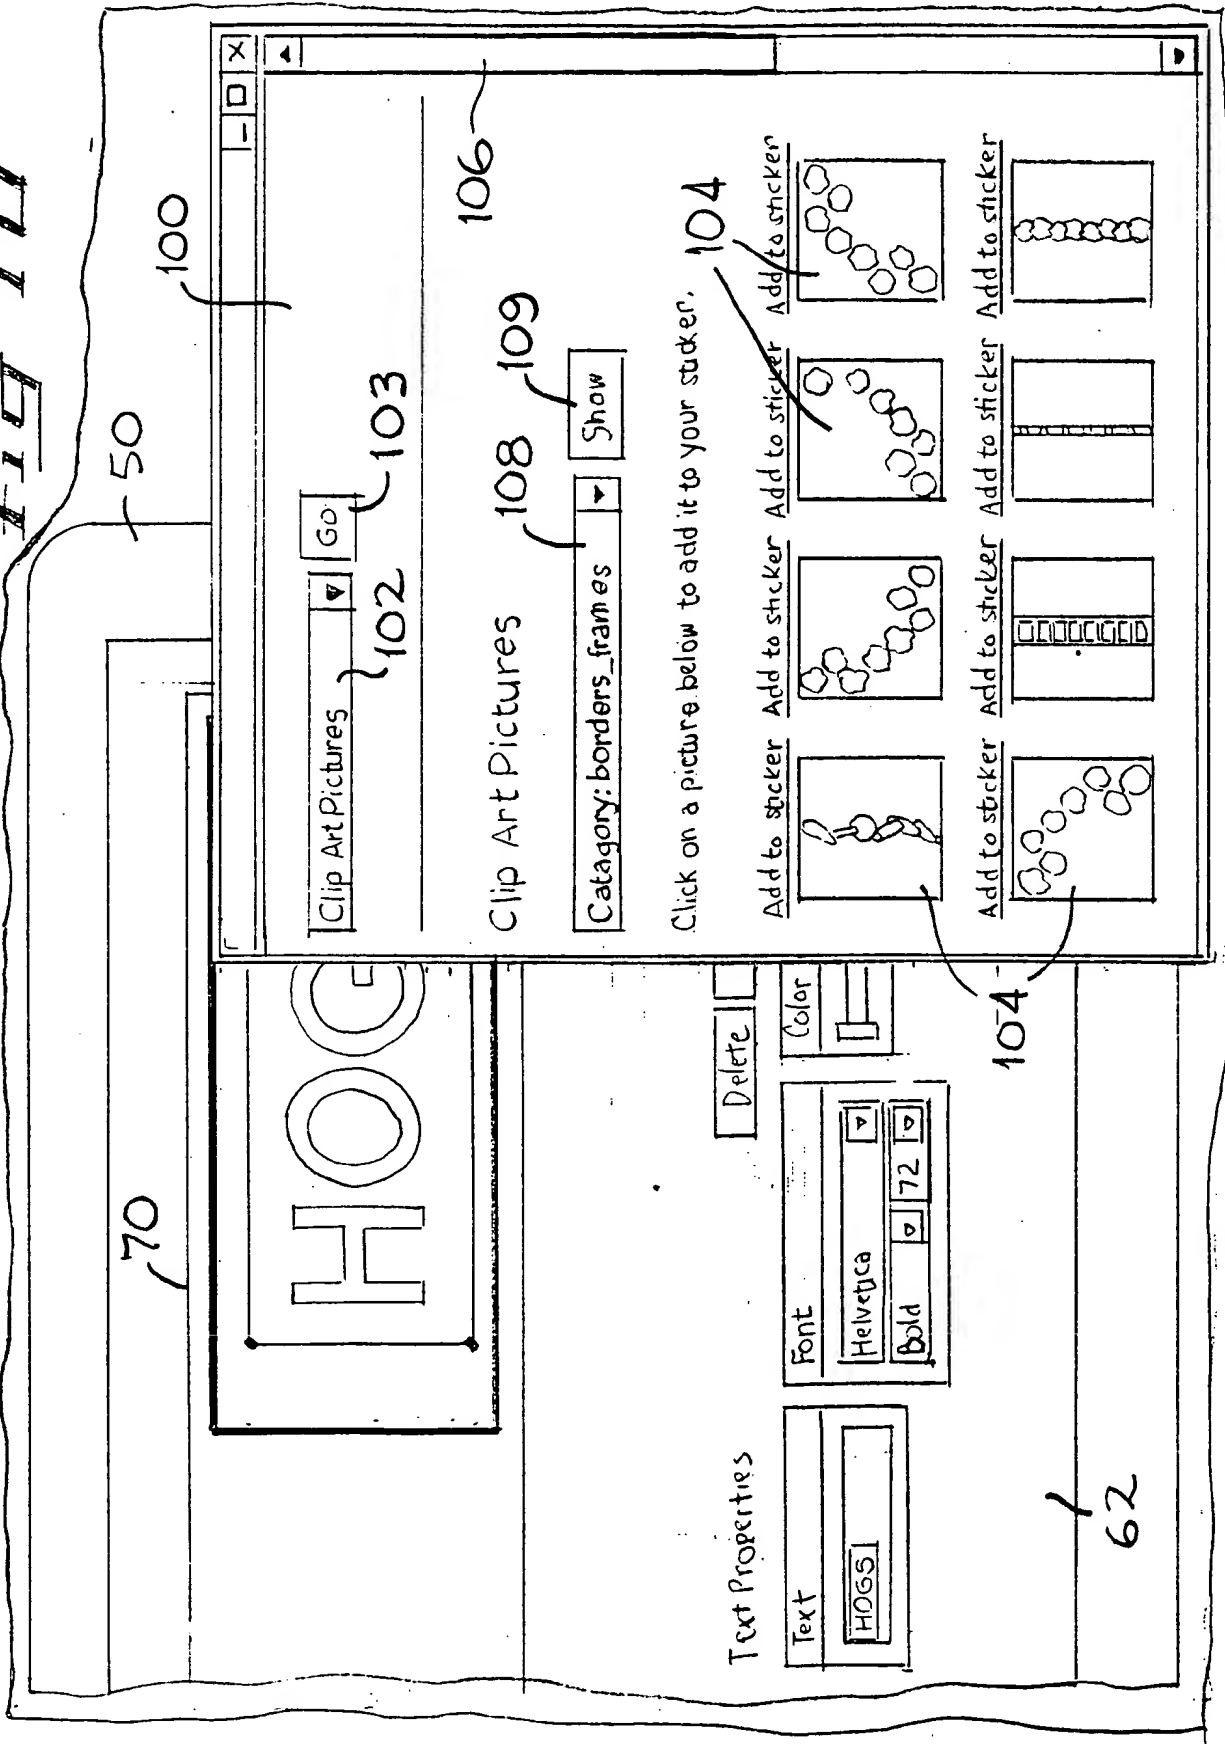 50
100
70
Clip Art Pictures
GO
102
103
106
HOG
Clip Art Pictures
108
109
Catagory: borders_frames
Show
Click on a picture below to add it to your sticker.
104
Delete
Add to sticker
Add to sticker
Add to sticker
Add to sticker
Text Properties
Text
Font
Color
HOGS
Helvetica
Bold
72
Add to sticker
Add to sticker
Add to sticker
Add to sticker
104
62